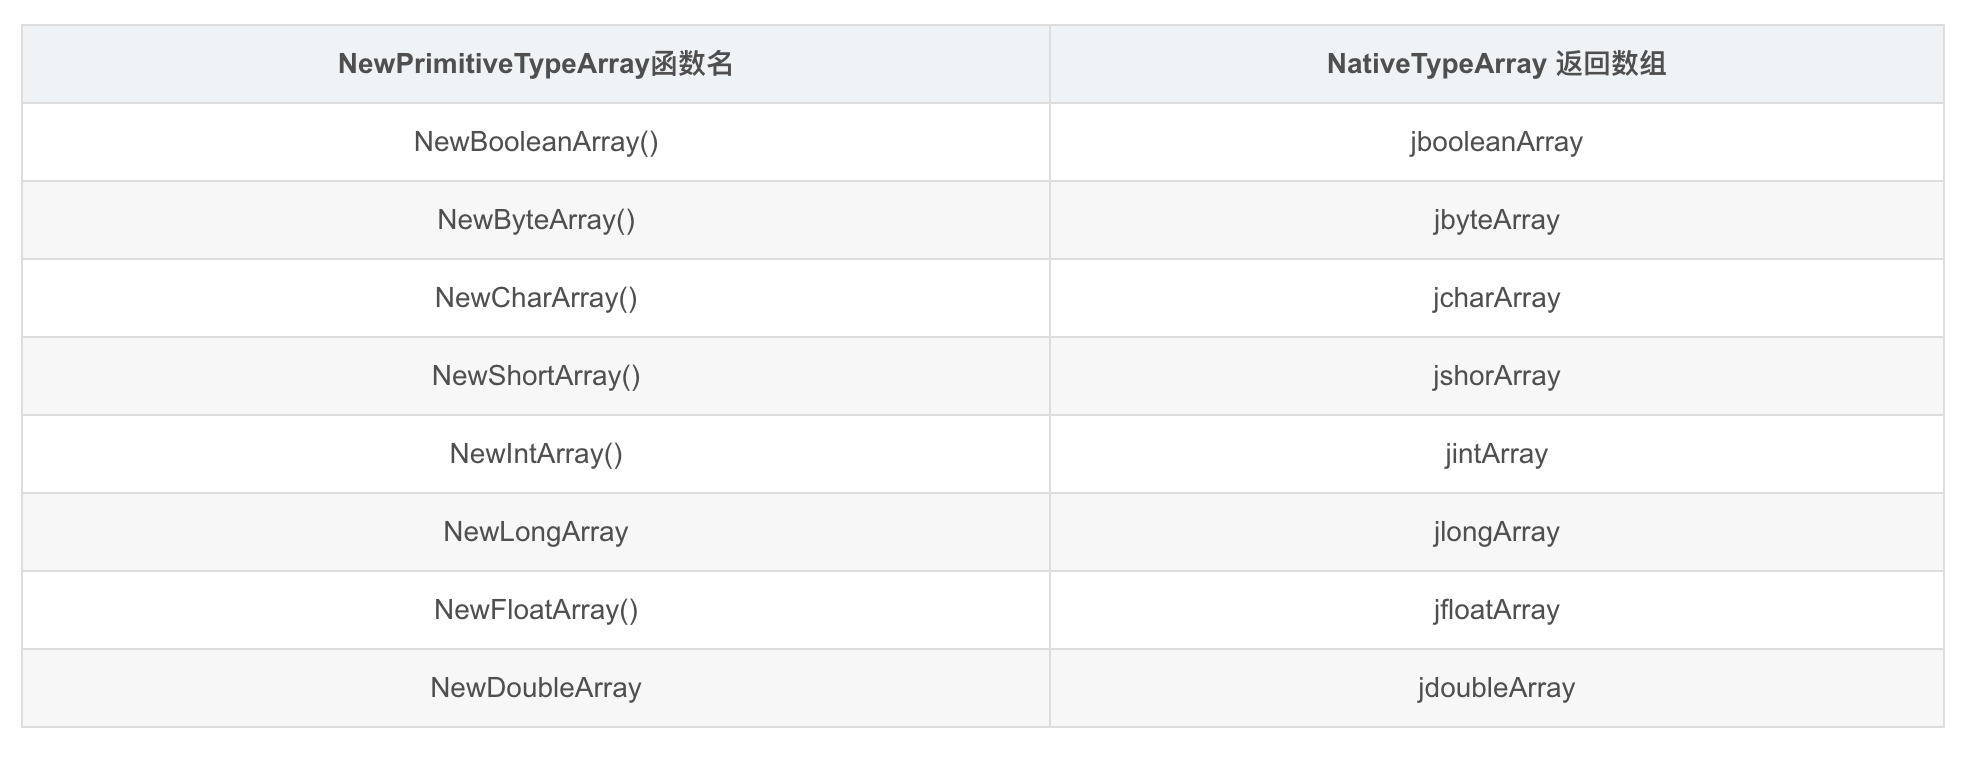 NewPrimitiveTypeArray函数名 NativeTypeArray 返回数组
NewBooleanArray() jbooleanArray
NewByteArray() jbyteArray
NewCharArray() jcharArray
NewShortArray() jshorArray
NewIntArray() jintArray
NewLongArray jlongArray
NewFloatArray() jfloatArray
NewDoubleArray jdoubleArray